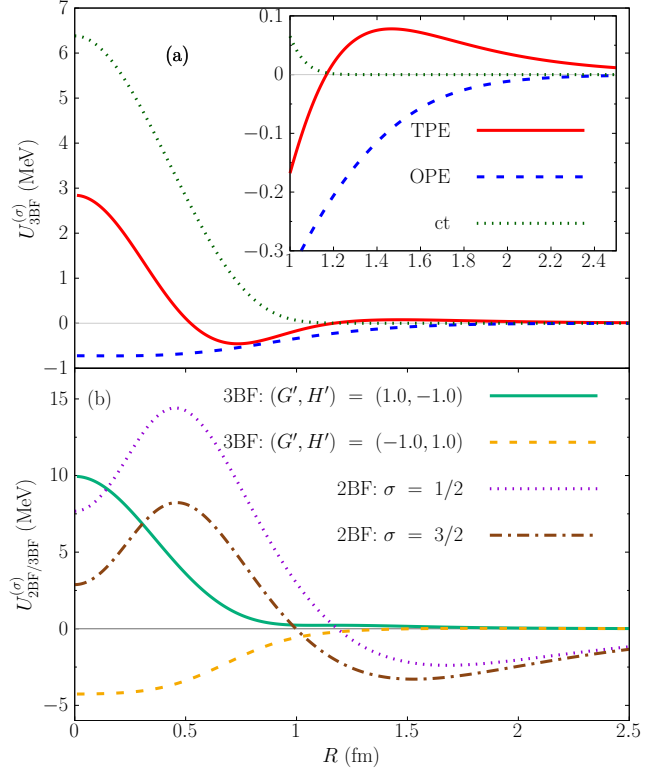 7
6
5
4
3
2
1
0
−1
U_{3BF}^{(σ)} (MeV)
(a)
0.1
0
−0.1
−0.2
−0.3
1 1.2 1.4 1.6 1.8 2 2.2 2.4
TPE
OPE
ct
15
10
5
0
−5
U_{2BF/3BF}^{(σ)} (MeV)
(b)
3BF: (G′, H′) = (1.0, −1.0)
3BF: (G′, H′) = (−1.0, 1.0)
2BF: σ = 1/2
2BF: σ = 3/2
0 0.5 1 1.5 2 2.5
R (fm)